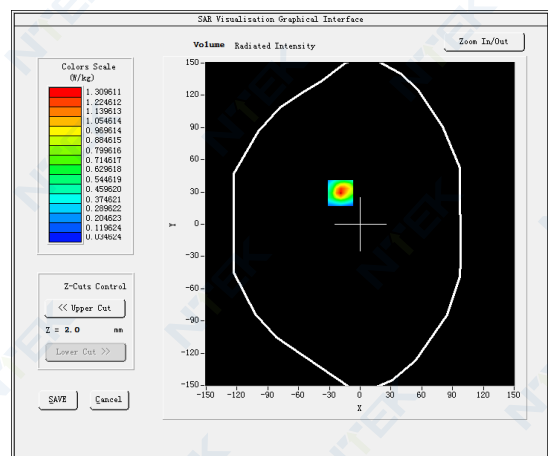 SAR Visualisation Graphical Interface
Volume Radiated Intensity
Zoom In/Out
Colors Scale
(W/kg)
1.309611
1.224612
1.139613
1.054614
0.969614
0.884615
0.799616
0.714617
0.629618
0.544619
0.459620
0.374621
0.289622
0.204623
0.119624
0.034624
Z-Cuts Control
<< Upper Cut
Z = 2.0 mm
Lower Cut >>
SAVE
Cancel
150
120
90
60
30
0
-30
-60
-90
-120
-150
Y
-150 -120 -90 -60 -30 0 30 60 90 120 150
X
NTEK